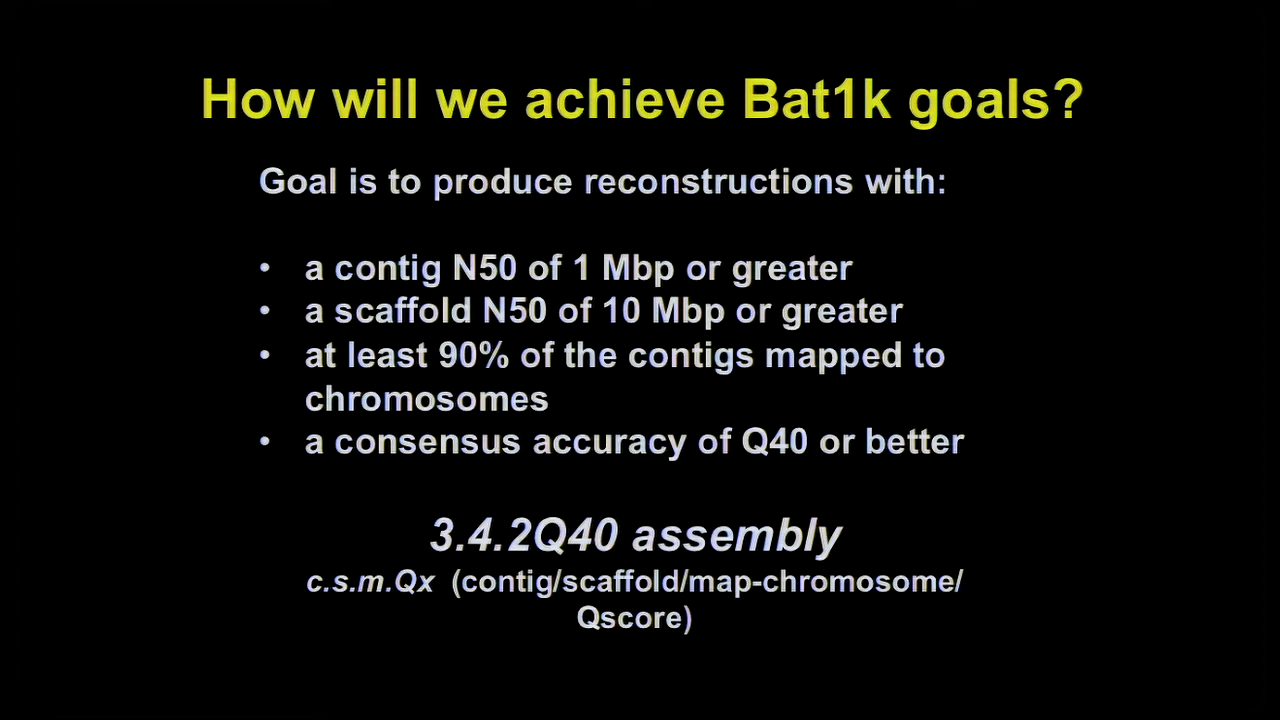 How will we achieve Bat1k goals?
Goal is to produce reconstructions with:
• a contig N50 of 1 Mbp or greater
• a scaffold N50 of 10 Mbp or greater
• at least 90% of the contigs mapped to
chromosomes
• a consensus accuracy of Q40 or better
3.4.2Q40 assembly
c.s.m.Qx (contig/scaffold/map-chromosome/
Qscore)